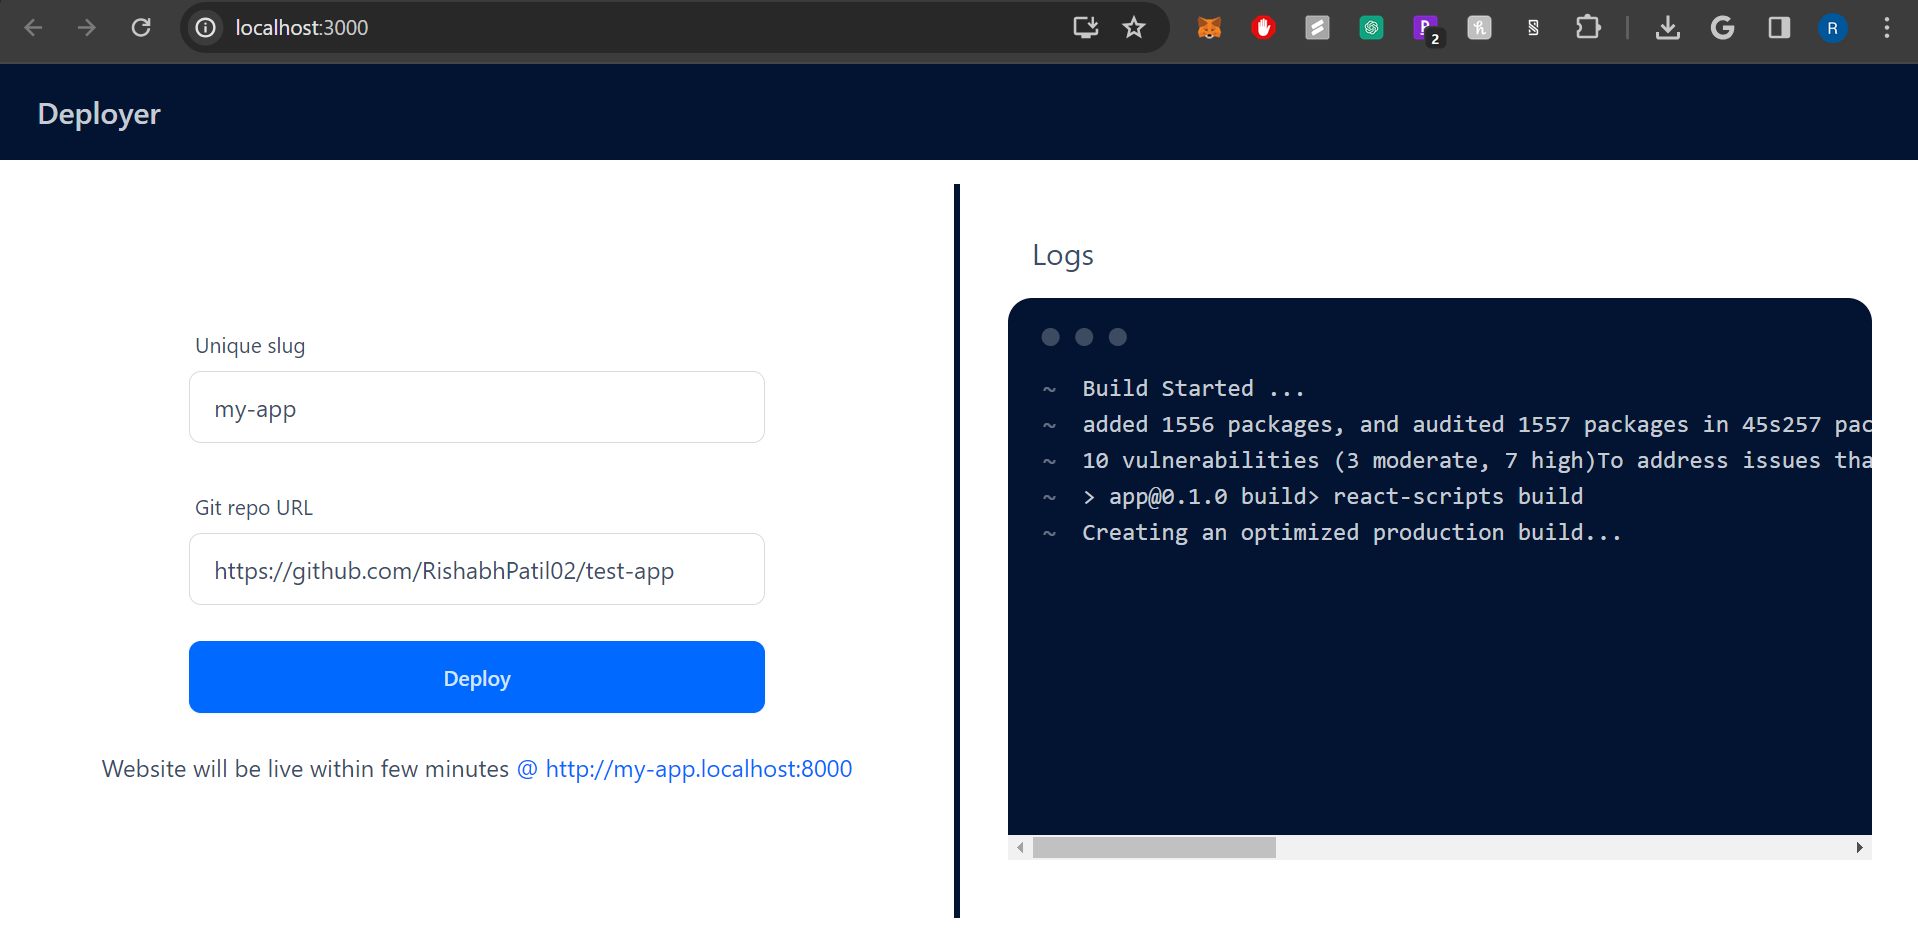 localhost:3000
2
R
Deployer
Unique slug
my-app
Git repo URL
https://github.com/RishabhPatil02/test-app
Deploy
Website will be live within few minutes @ http://my-app.localhost:8000
Logs
~ Build Started ...
~ added 1556 packages, and audited 1557 packages in 45s257 pac
~ 10 vulnerabilities (3 moderate, 7 high)To address issues tha
~ > app@0.1.0 build> react-scripts build
~ Creating an optimized production build...